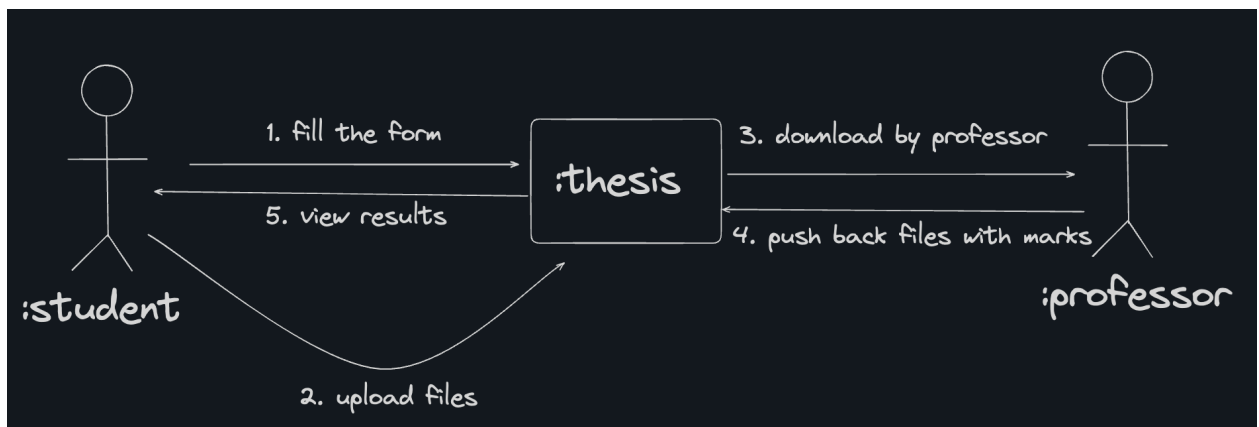 1. fill the form
3. download by professor
:thesis
5. view results
4. push back files with marks
:student
:professor
2. upload files